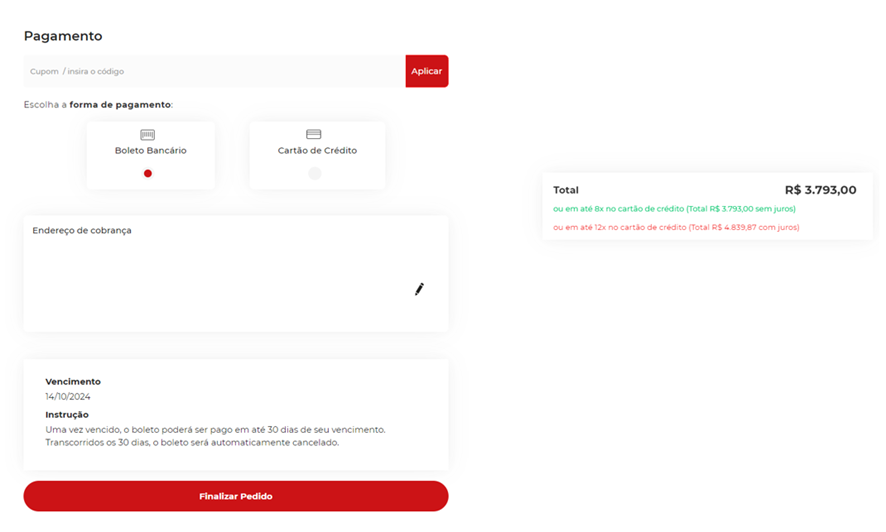 Pagamento
Cupom / insira o código
Aplicar
Escolha a forma de pagamento:
Boleto Bancário
Cartão de Crédito
Total
R$ 3.793,00
ou em até 8x no cartão de crédito (Total R$ 3.793,00 sem juros)
ou em até 12x no cartão de crédito (Total R$ 4.839,87 com juros)
Endereço de cobrança
Vencimento
14/10/2024
Instrução
Uma vez vencido, o boleto poderá ser pago em até 30 dias de seu vencimento.
Transcorridos os 30 dias, o boleto será automaticamente cancelado.
Finalizar Pedido